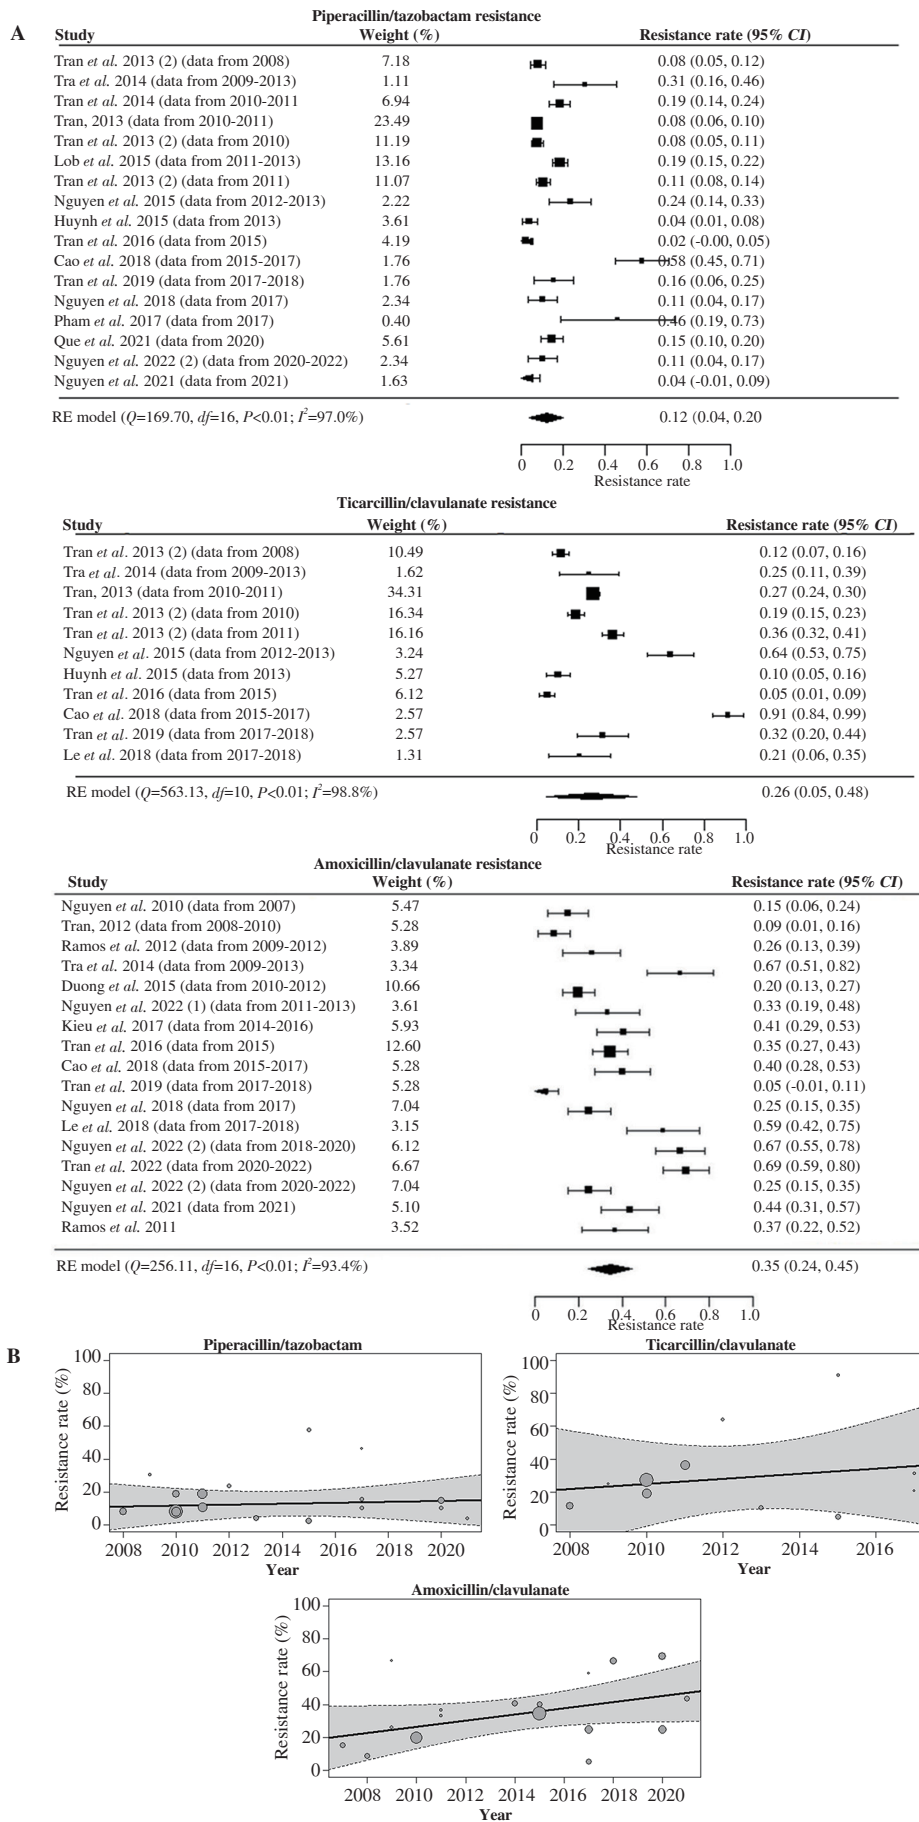 Piperacillin/tazobactam resistance
A
Study Weight (%) Resistance rate (95% CI)
Tran et al. 2013 (2) (data from 2008) 7.18 0.08 (0.05, 0.12)
Tra et al. 2014 (data from 2009-2013) 1.11 0.31 (0.16, 0.46)
Tran et al. 2014 (data from 2010-2011 6.94 0.19 (0.14, 0.24)
Tran, 2013 (data from 2010-2011) 23.49 0.08 (0.06, 0.10)
Tran et al. 2013 (2) (data from 2010) 11.19 0.08 (0.05, 0.11)
Lob et al. 2015 (data from 2011-2013) 13.16 0.19 (0.15, 0.22)
Tran et al. 2013 (2) (data from 2011) 11.07 0.11 (0.08, 0.14)
Nguyen et al. 2015 (data from 2012-2013) 2.22 0.24 (0.14, 0.33)
Huynh et al. 2015 (data from 2013) 3.61 0.04 (0.01, 0.08)
Tran et al. 2016 (data from 2015) 4.19 0.02 (-0.00, 0.05)
Cao et al. 2018 (data from 2015-2017) 1.76 0.58 (0.45, 0.71)
Tran et al. 2019 (data from 2017-2018) 1.76 0.16 (0.06, 0.25)
Nguyen et al. 2018 (data from 2017) 2.34 0.11 (0.04, 0.17)
Pham et al. 2017 (data from 2017) 0.40 0.46 (0.19, 0.73)
Que et al. 2021 (data from 2020) 5.61 0.15 (0.10, 0.20)
Nguyen et al. 2022 (2) (data from 2020-2022) 2.34 0.11 (0.04, 0.17)
Nguyen et al. 2021 (data from 2021) 1.63 0.04 (-0.01, 0.09)
RE model (Q=169.70, df=16, P<0.01; I²=97.0%) 0.12 (0.04, 0.20
0 0.2 0.4 0.6 0.8 1.0
Resistance rate
Ticarcillin/clavulanate resistance
Study Weight (%) Resistance rate (95% CI)
Tran et al. 2013 (2) (data from 2008) 10.49 0.12 (0.07, 0.16)
Tra et al. 2014 (data from 2009-2013) 1.62 0.25 (0.11, 0.39)
Tran, 2013 (data from 2010-2011) 34.31 0.27 (0.24, 0.30)
Tran et al. 2013 (2) (data from 2010) 16.34 0.19 (0.15, 0.23)
Tran et al. 2013 (2) (data from 2011) 16.16 0.36 (0.32, 0.41)
Nguyen et al. 2015 (data from 2012-2013) 3.24 0.64 (0.53, 0.75)
Huynh et al. 2015 (data from 2013) 5.27 0.10 (0.05, 0.16)
Tran et al. 2016 (data from 2015) 6.12 0.05 (0.01, 0.09)
Cao et al. 2018 (data from 2015-2017) 2.57 0.91 (0.84, 0.99)
Tran et al. 2019 (data from 2017-2018) 2.57 0.32 (0.20, 0.44)
Le et al. 2018 (data from 2017-2018) 1.31 0.21 (0.06, 0.35)
RE model (Q=563.13, df=10, P<0.01; I²=98.8%) 0.26 (0.05, 0.48)
0 0.2 0.4 0.6 0.8 1.0
Resistance rate
Amoxicillin/clavulanate resistance
Study Weight (%) Resistance rate (95% CI)
Nguyen et al. 2010 (data from 2007) 5.47 0.15 (0.06, 0.24)
Tran, 2012 (data from 2008-2010) 5.28 0.09 (0.01, 0.16)
Ramos et al. 2012 (data from 2009-2012) 3.89 0.26 (0.13, 0.39)
Tra et al. 2014 (data from 2009-2013) 3.34 0.67 (0.51, 0.82)
Duong et al. 2015 (data from 2010-2012) 10.66 0.20 (0.13, 0.27)
Nguyen et al. 2022 (1) (data from 2011-2013) 3.61 0.33 (0.19, 0.48)
Kieu et al. 2017 (data from 2014-2016) 5.93 0.41 (0.29, 0.53)
Tran et al. 2016 (data from 2015) 12.60 0.35 (0.27, 0.43)
Cao et al. 2018 (data from 2015-2017) 5.28 0.40 (0.28, 0.53)
Tran et al. 2019 (data from 2017-2018) 5.28 0.05 (-0.01, 0.11)
Nguyen et al. 2018 (data from 2017) 7.04 0.25 (0.15, 0.35)
Le et al. 2018 (data from 2017-2018) 3.15 0.59 (0.42, 0.75)
Nguyen et al. 2022 (2) (data from 2018-2020) 6.12 0.67 (0.55, 0.78)
Tran et al. 2022 (data from 2020-2022) 6.67 0.69 (0.59, 0.80)
Nguyen et al. 2022 (2) (data from 2020-2022) 7.04 0.25 (0.15, 0.35)
Nguyen et al. 2021 (data from 2021) 5.10 0.44 (0.31, 0.57)
Ramos et al. 2011 3.52 0.37 (0.22, 0.52)
RE model (Q=256.11, df=16, P<0.01; I²=93.4%) 0.35 (0.24, 0.45)
0 0.2 0.4 0.6 0.8 1.0
Resistance rate
B
Piperacillin/tazobactam
Resistance rate (%)
100
80
60
40
20
0
2008 2010 2012 2014 2016 2018 2020
Year
Ticarcillin/clavulanate
Resistance rate (%)
100
80
60
40
20
0
2008 2010 2012 2014 2016
Year
Amoxicillin/clavulanate
Resistance rate (%)
100
80
60
40
20
0
2008 2010 2012 2014 2016 2018 2020
Year